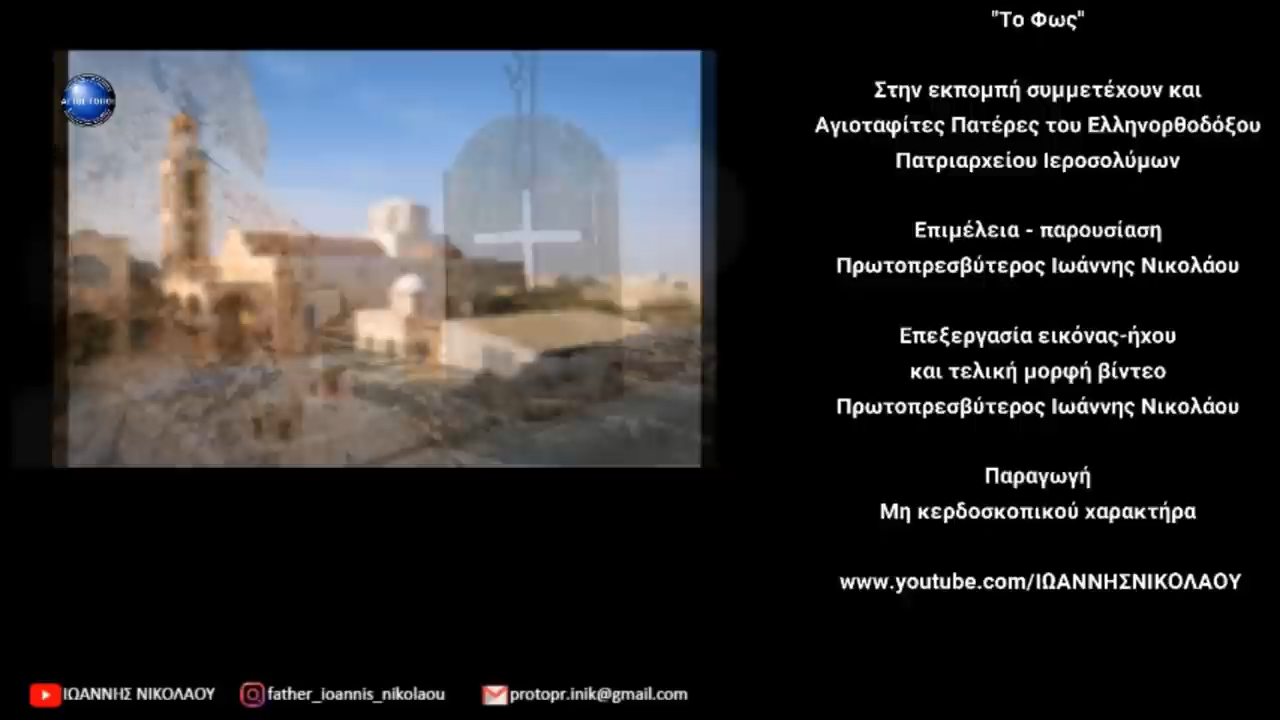 "Το Φως"
Στην εκπομπή συμμετέχουν και
Αγιοταφίτες Πατέρες του Ελληνορθοδόξου
Πατριαρχείου Ιεροσολύμων
Επιμέλεια - παρουσίαση
Πρωτοπρεσβύτερος Ιωάννης Νικολάου
Επεξεργασία εικόνας-ήχου
και τελική μορφή βίντεο
Πρωτοπρεσβύτερος Ιωάννης Νικολάου
Παραγωγή
Μη κερδοσκοπικού χαρακτήρα
www.youtube.com/ΙΩΑΝΝΗΣΝΙΚΟΛΑΟΥ
ΙΩΑΝΝΗΣ ΝΙΚΟΛΑΟΥ
father_ioannis_nikolaou
protopr.inik@gmail.com